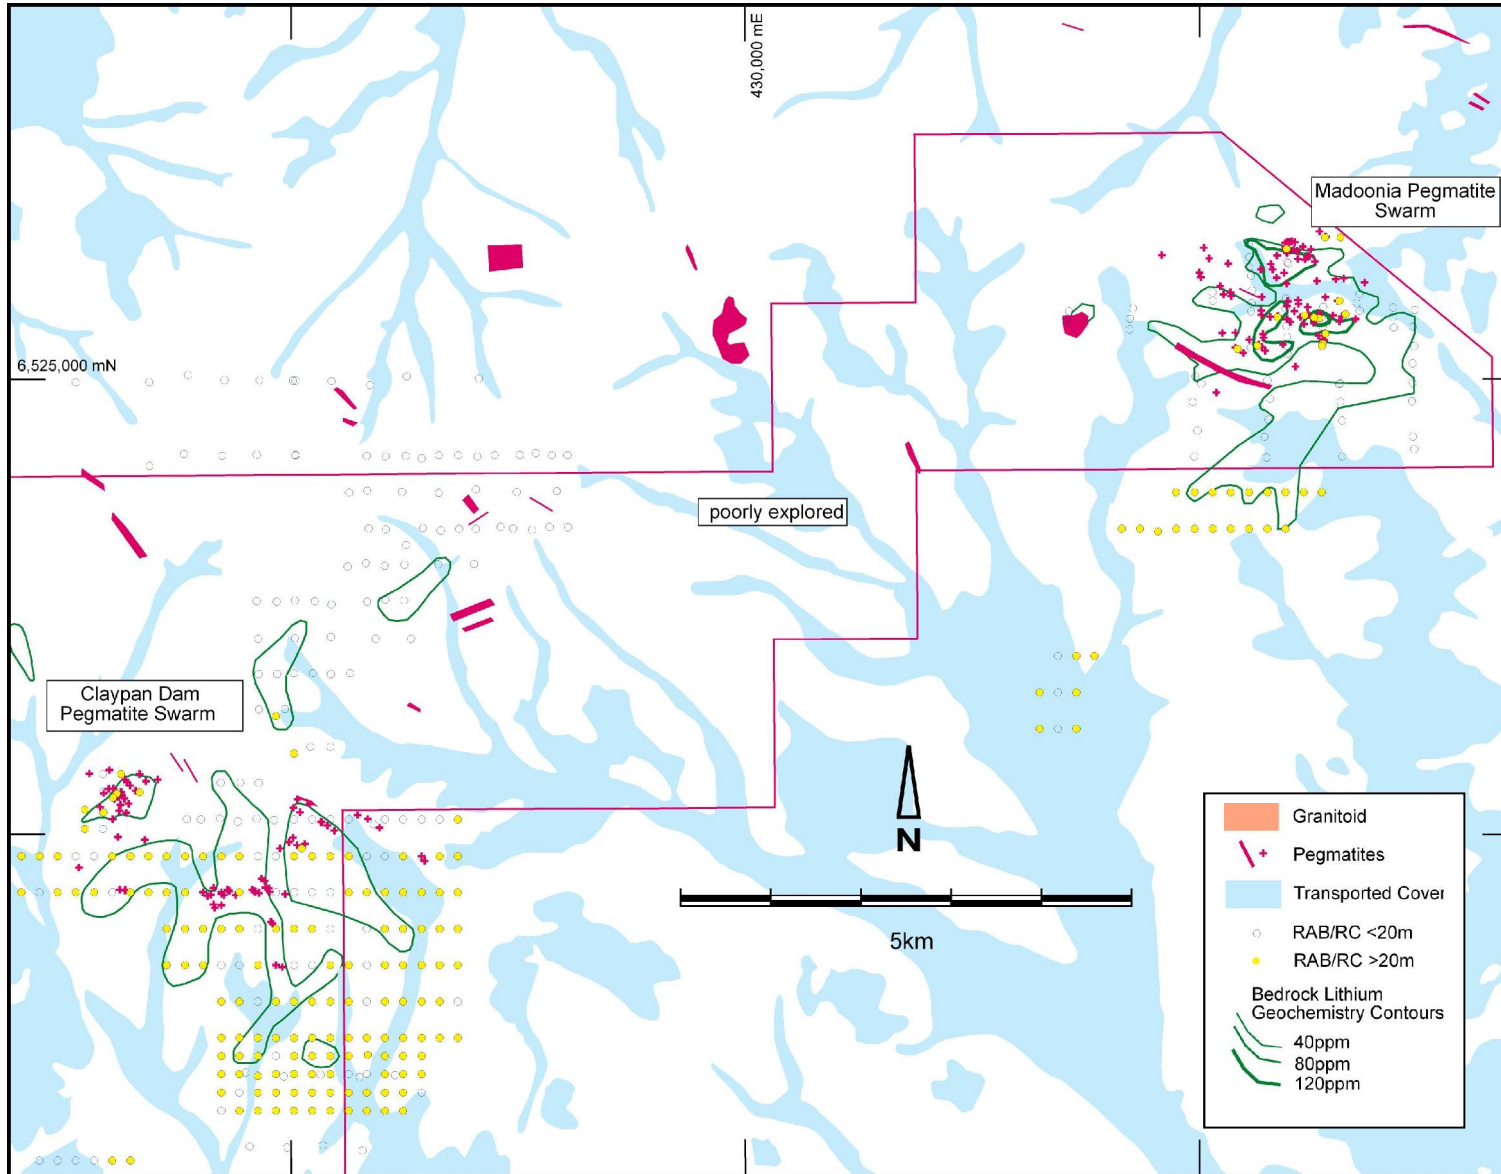 430,000 mE
Madoonia Pegmatite
Swarm
6,525,000 mN
poorly explored
Claypan Dam
Pegmatite Swarm
N
5km
Granitoid
Pegmatites
Transported Cover
RAB/RC <20m
RAB/RC >20m
Bedrock Lithium
Geochemistry Contours
40ppm
80ppm
120ppm